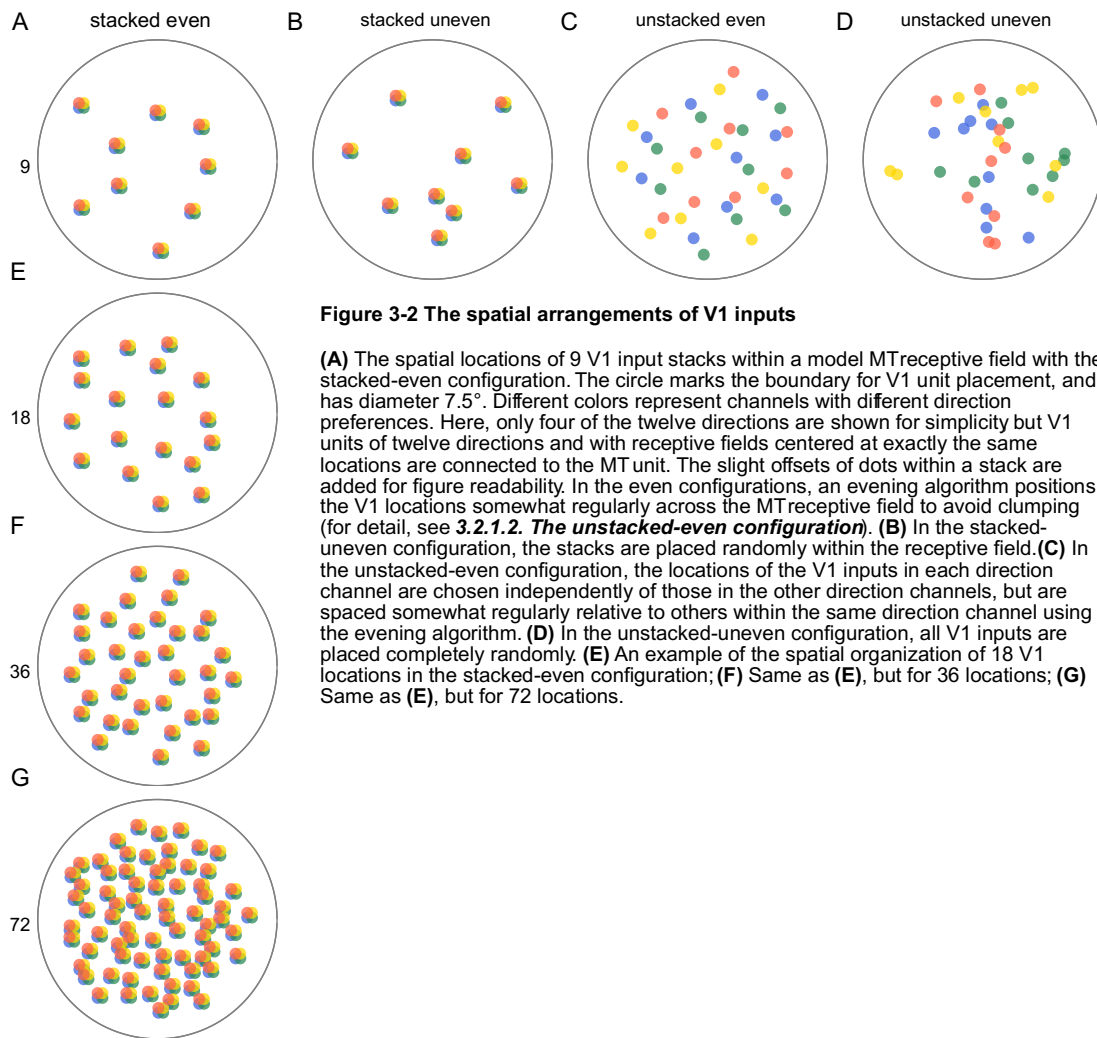 A stacked even B stacked uneven C unstacked even D unstacked uneven
9
E
18
F
36
G
72
Figure 3-2 The spatial arrangements of V1 inputs
(A) The spatial locations of 9 V1 input stacks within a model MT receptive field with the
stacked-even configuration. The circle marks the boundary for V1 unit placement, and
has diameter 7.5°. Different colors represent channels with different direction
preferences. Here, only four of the twelve directions are shown for simplicity but V1
units of twelve directions and with receptive fields centered at exactly the same
locations are connected to the MT unit. The slight offsets of dots within a stack are
added for figure readability. In the even configurations, an evening algorithm positions
the V1 locations somewhat regularly across the MT receptive field to avoid clumping
(for detail, see 3.2.1.2. The unstacked-even configuration). (B) In the stacked-
uneven configuration, the stacks are placed randomly within the receptive field. (C) In
the unstacked-even configuration, the locations of the V1 inputs in each direction
channel are chosen independently of those in the other direction channels, but are
spaced somewhat regularly relative to others within the same direction channel using
the evening algorithm. (D) In the unstacked-uneven configuration, all V1 inputs are
placed completely randomly. (E) An example of the spatial organization of 18 V1
locations in the stacked-even configuration; (F) Same as (E), but for 36 locations; (G)
Same as (E), but for 72 locations.